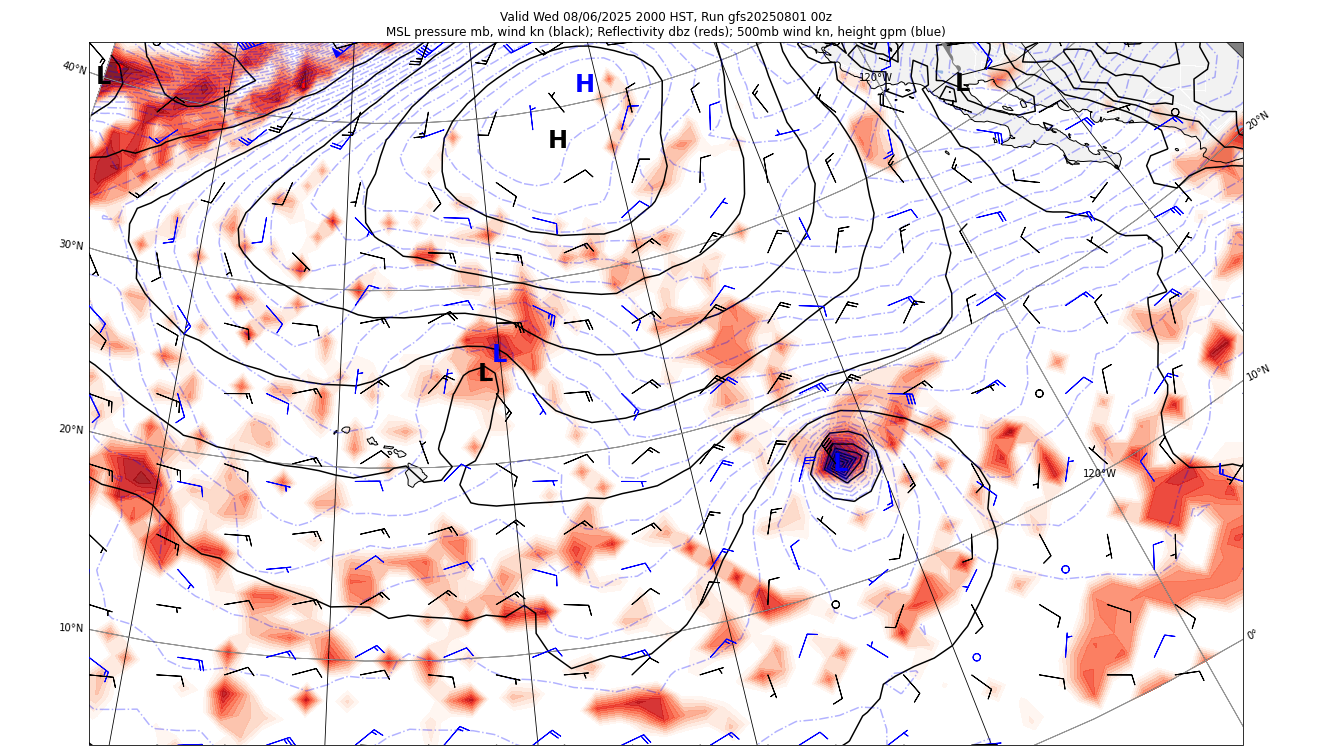 Valid Wed 08/06/2025 2000 HST, Run gfs20250801 00z
MSL pressure mb, wind kn (black); Reflectivity dbz (reds); 500mb wind kn, height gpm (blue)
40°N
L
H
120°W
L
20°N
H
30°N
L
L
10°N
20°N
120°W
10°N
0°